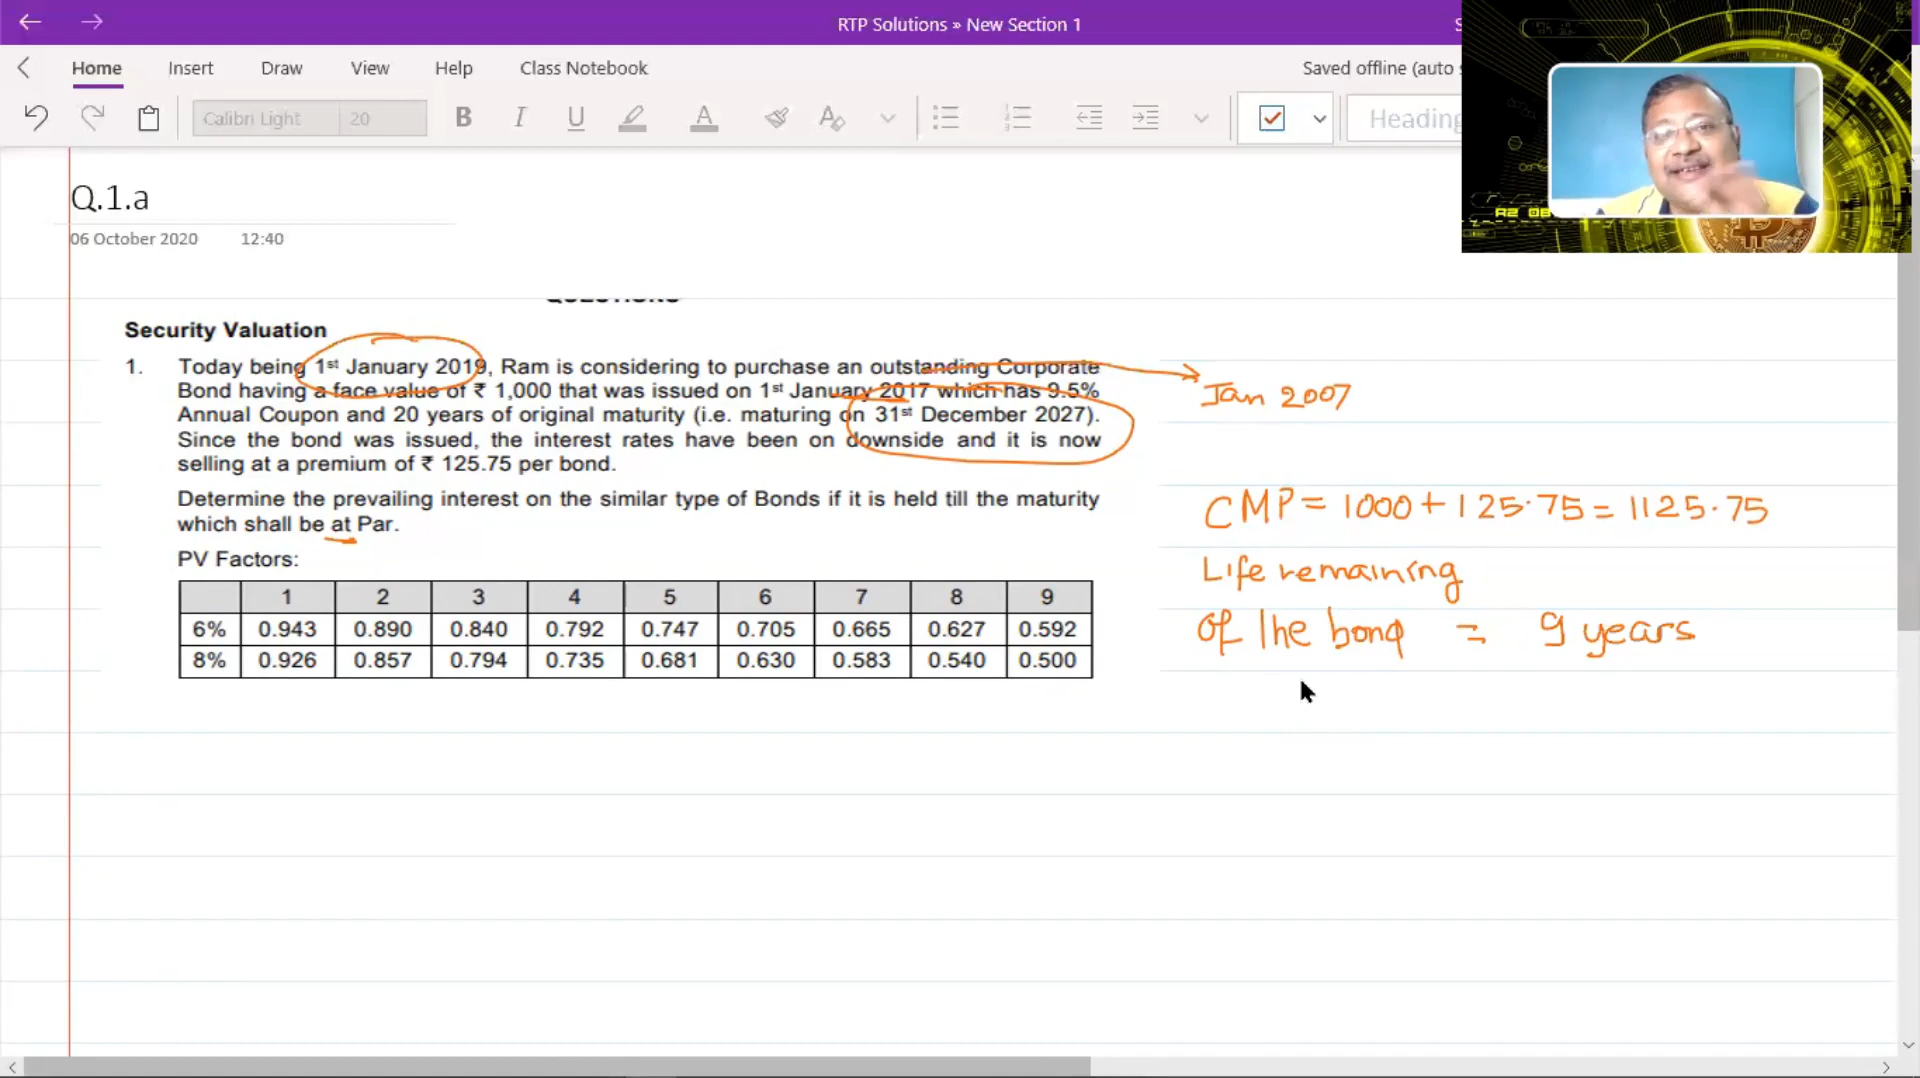 RTP Solutions » New Section 1
Home Insert Draw View Help Class Notebook
Saved offline (auto
Calibri Light 20
B I U A A
Heading
Q.1.a
06 October 2020 12:40
QUESTIONS
Security Valuation
1. Today being 1st January 2019, Ram is considering to purchase an outstanding Corporate
Bond having a face value of ₹ 1,000 that was issued on 1st January 2017 which has 9.5%
Annual Coupon and 20 years of original maturity (i.e. maturing on 31st December 2027).
Since the bond was issued, the interest rates have been on downside and it is now
selling at a premium of ₹ 125.75 per bond.
Determine the prevailing interest on the similar type of Bonds if it is held till the maturity
which shall be at Par.
PV Factors:
1 2 3 4 5 6 7 8 9
6% 0.943 0.890 0.840 0.792 0.747 0.705 0.665 0.627 0.592
8% 0.926 0.857 0.794 0.735 0.681 0.630 0.583 0.540 0.500
Jan 2007
CMP = 1000 + 125.75 = 1125.75
Life remaining
of the bond = 9 years